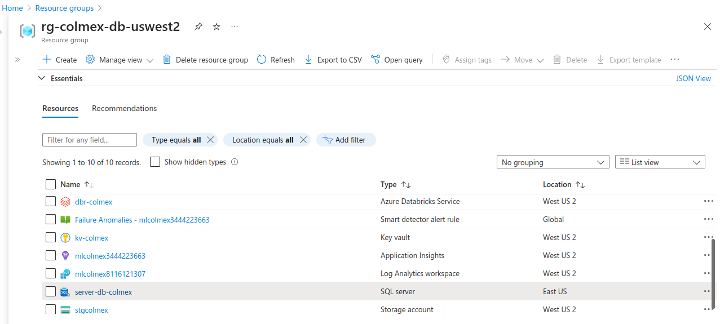 Home > Resource groups >
rg-colmex-db-uswest2
Resource group
Create Manage view Delete resource group Refresh Export to CSV Open query Assign tags Move Delete Export template
Essentials JSON View
Resources Recommendations
Filter for any field... Type equals all Location equals all Add filter
Showing 1 to 10 of 10 records. Show hidden types No grouping List view
Name Type Location
dbr-colmex Azure Databricks Service West US 2
Failure Anomalies - mlcolmex3444223663 Smart detector alert rule Global
kv-colmex Key vault West US 2
mlcolmex3444223663 Application Insights West US 2
mlcolmex8116121307 Log Analytics workspace West US 2
server-db-colmex SQL server East US
stgcolmex Storage account West US 2